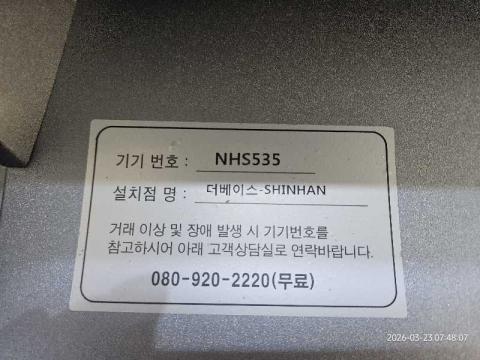 기기 번호 : NHS535
설치점 명 : 더베이스-SHINHAN
거래 이상 및 장애 발생 시 기기번호를
참고하시어 아래 고객상담실로 연락바랍니다.
080-920-2220(무료)
2026-03-23 07:48:07